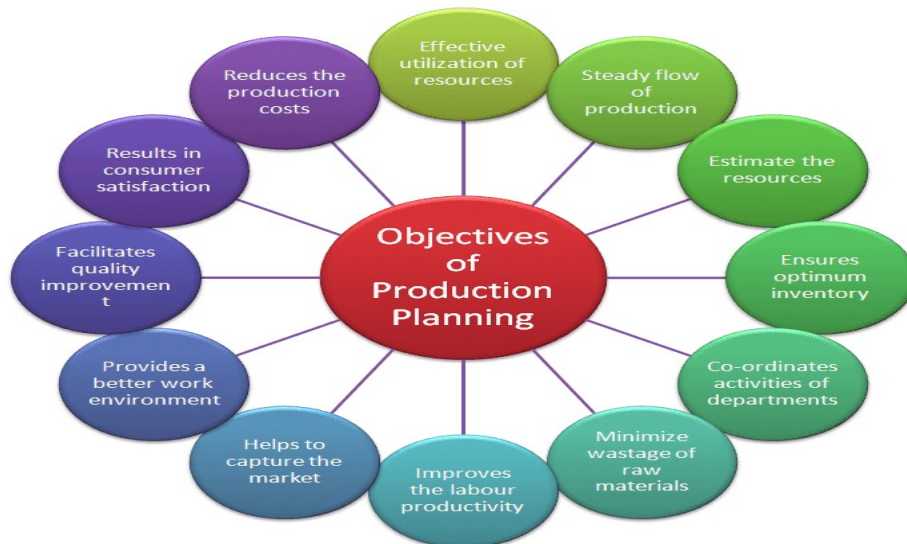 Effective
utilization of
resources
Steady flow
of
production
Estimate the
resources
Ensures
optimum
inventory
Co-ordinates
activities of
departments
Minimize
wastage of
raw
materials
Improves
the labour
productivity
Helps to
capture the
market
Provides a
better work
environment
Facilitates
quality
improvemen
t
Results in
consumer
satisfaction
Reduces the
production
costs
Objectives
of
Production
Planning